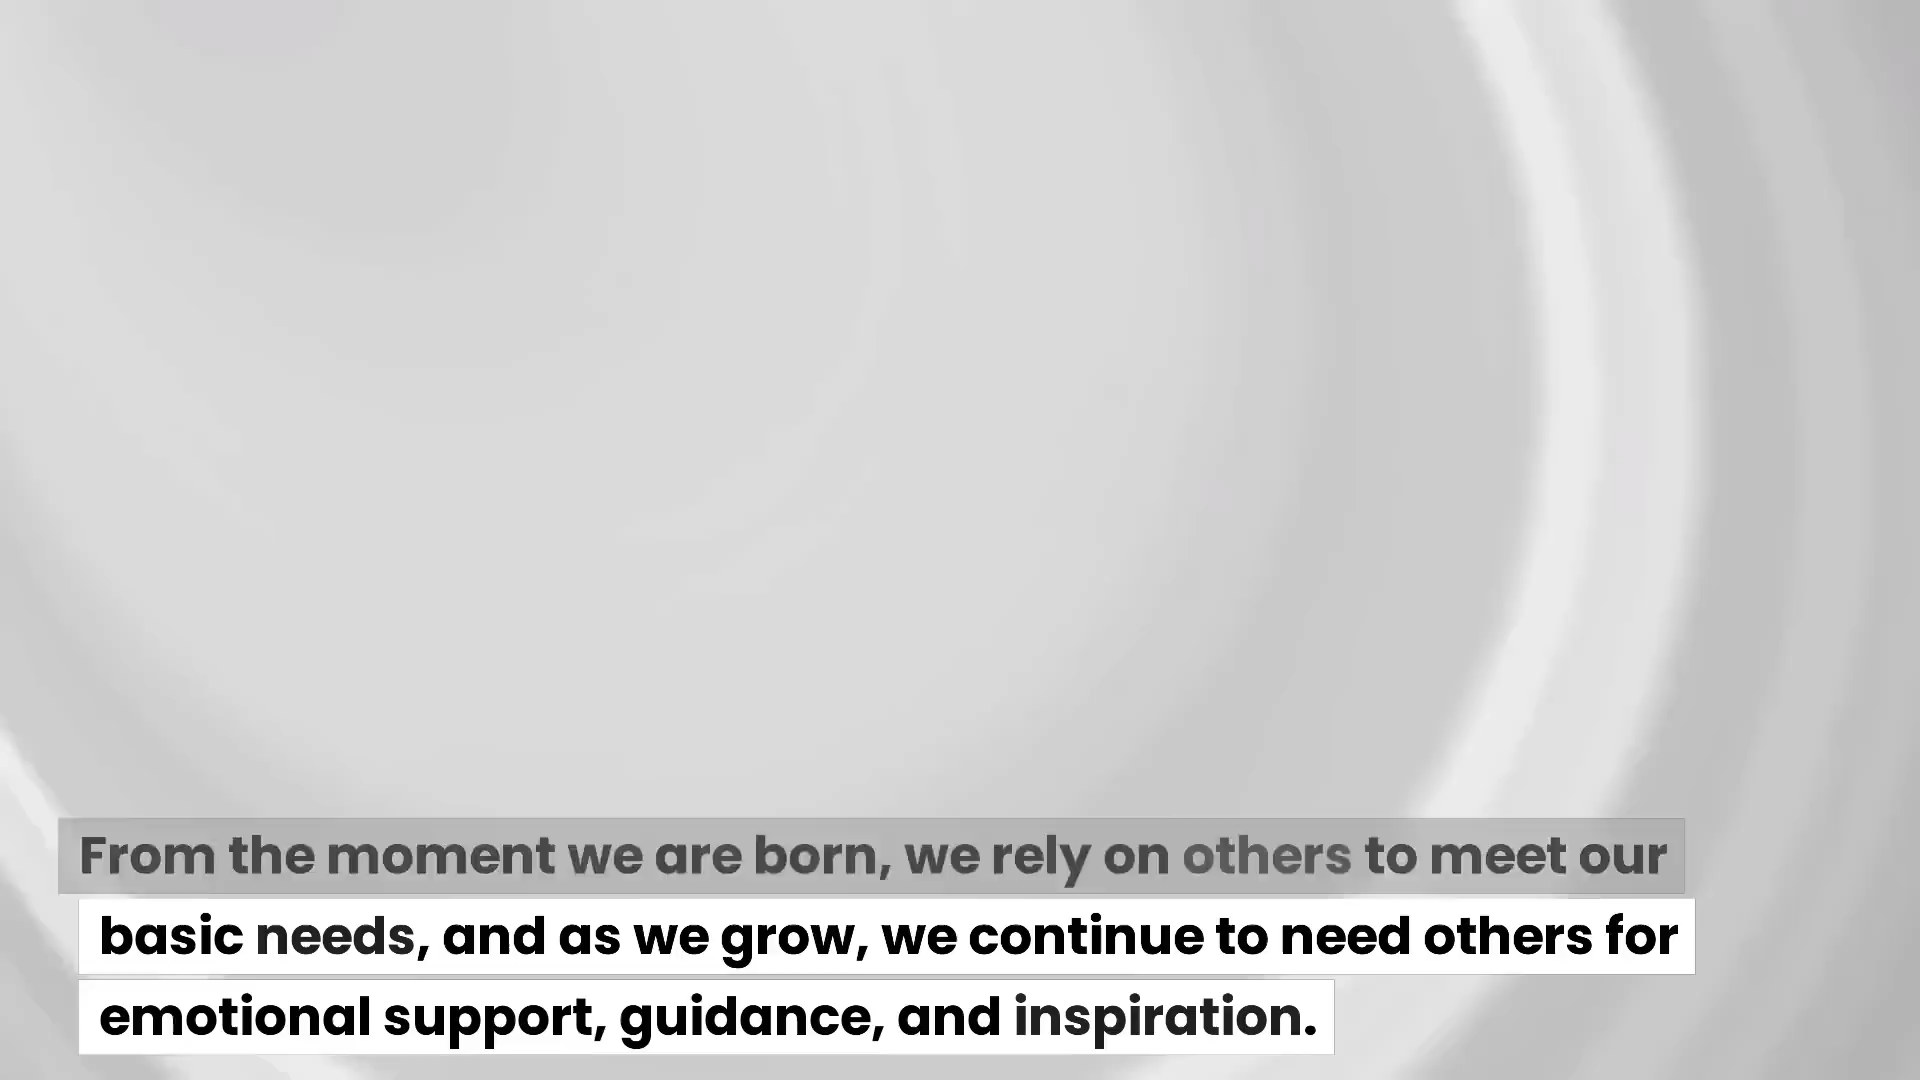 From the moment we are born, we rely on others to meet our
basic needs, and as we grow, we continue to need others for
emotional support, guidance, and inspiration.